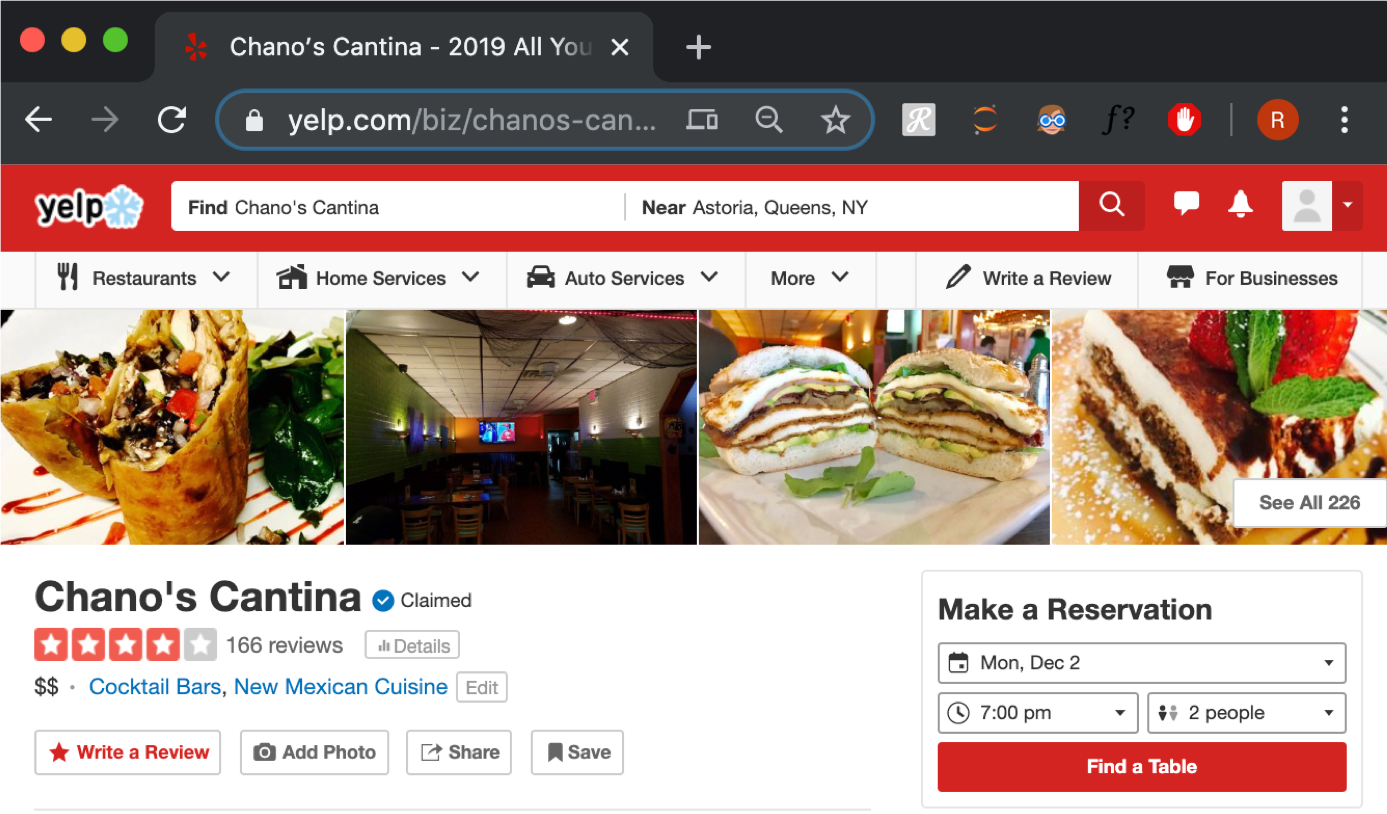 Chano's Cantina - 2019 All You
yelp.com/biz/chanos-can...
R
f?
R
yelp
Find Chano's Cantina
Near Astoria, Queens, NY
Restaurants
Home Services
Auto Services
More
Write a Review
For Businesses
See All 226
Chano's Cantina
Claimed
166 reviews
Details
$$ · Cocktail Bars, New Mexican Cuisine
Edit
Write a Review
Add Photo
Share
Save
Make a Reservation
Mon, Dec 2
7:00 pm
2 people
Find a Table